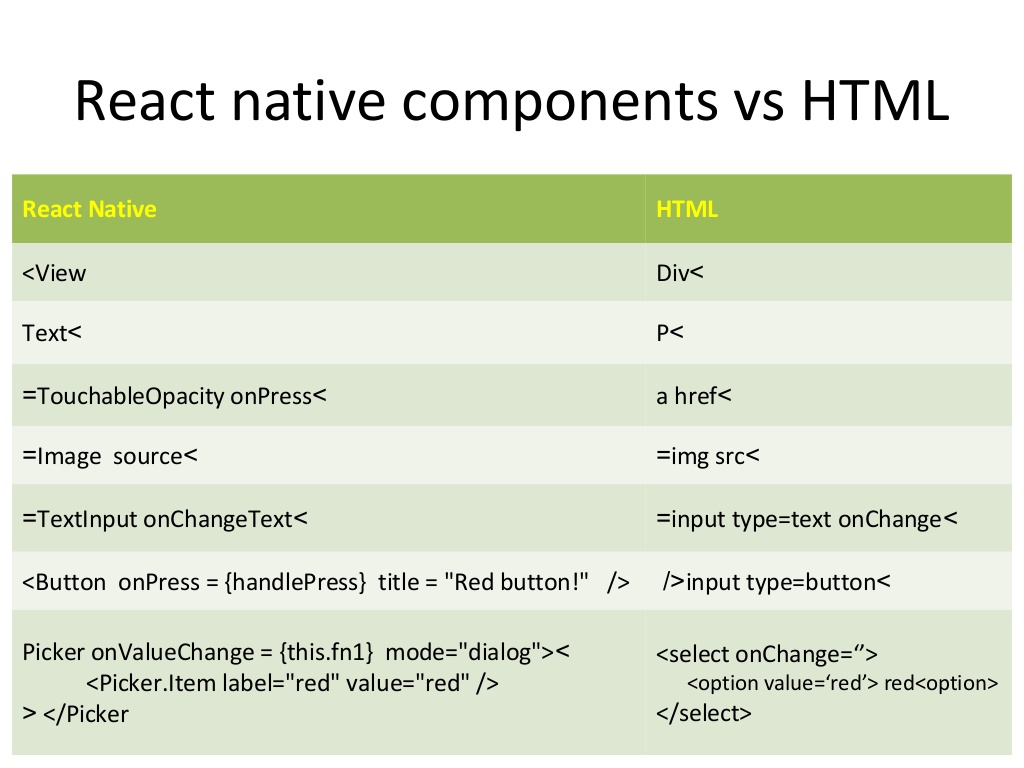 React native components vs HTML
React Native
HTML
<View
Div<
Text<
P<
=TouchableOpacity onPress<
a href<
=Image  source<
=img src<
=TextInput onChangeText<
=input type=text onChange<
<Button  onPress = {handlePress}  title = "Red button!"   />
/>input type=button<
Picker onValueChange = {this.fn1}  mode="dialog"><
<Picker.Item label="red" value="red" />
> </Picker
<select onChange=‘’>
<option value=‘red’> red<option>
</select>